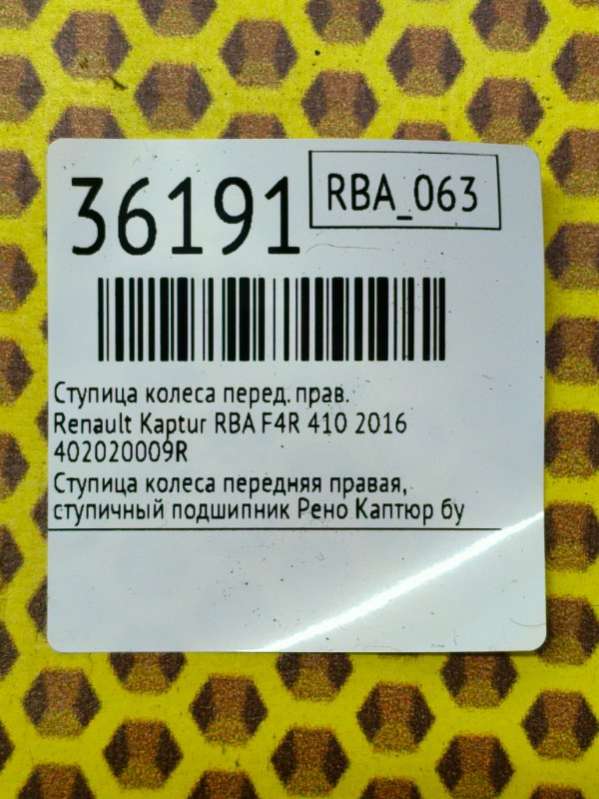 36191
RBA_063
Ступица колеса перед. прав.
Renault Kaptur RBA F4R 410 2016
402020009R
Ступица колеса передняя правая,
ступичный подшипник Рено Каптюр бу